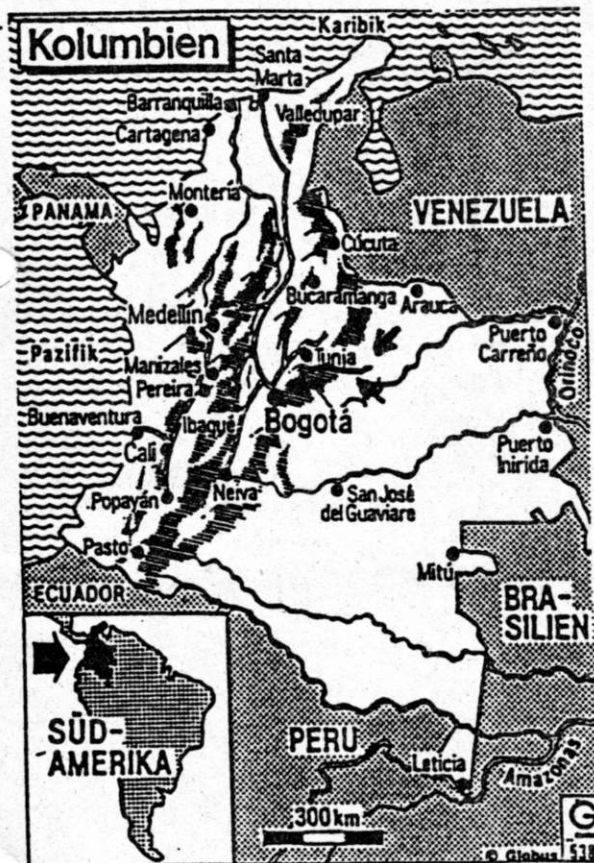 Kolumbien
Karibik
Santa
Marta
Barranquilla
Valledupar
Cartagena
Montería
PANAMA
VENEZUELA
Cúcuta
Bucaramanga
Arauca
Medellín
Puerto
Carreño
Orinoco
Pazifik
Tunja
Manizales
Pereira
Bogotá
Buenaventura
Ibagué
Cali
Puerto
Inirida
Neiva
San José
del Guaviare
Popayán
Pasto
Mitú
ECUADOR
BRA-
SILIEN
SÜD-
AMERIKA
PERU
Leticia
Amazonas
300 km
G
© Globus